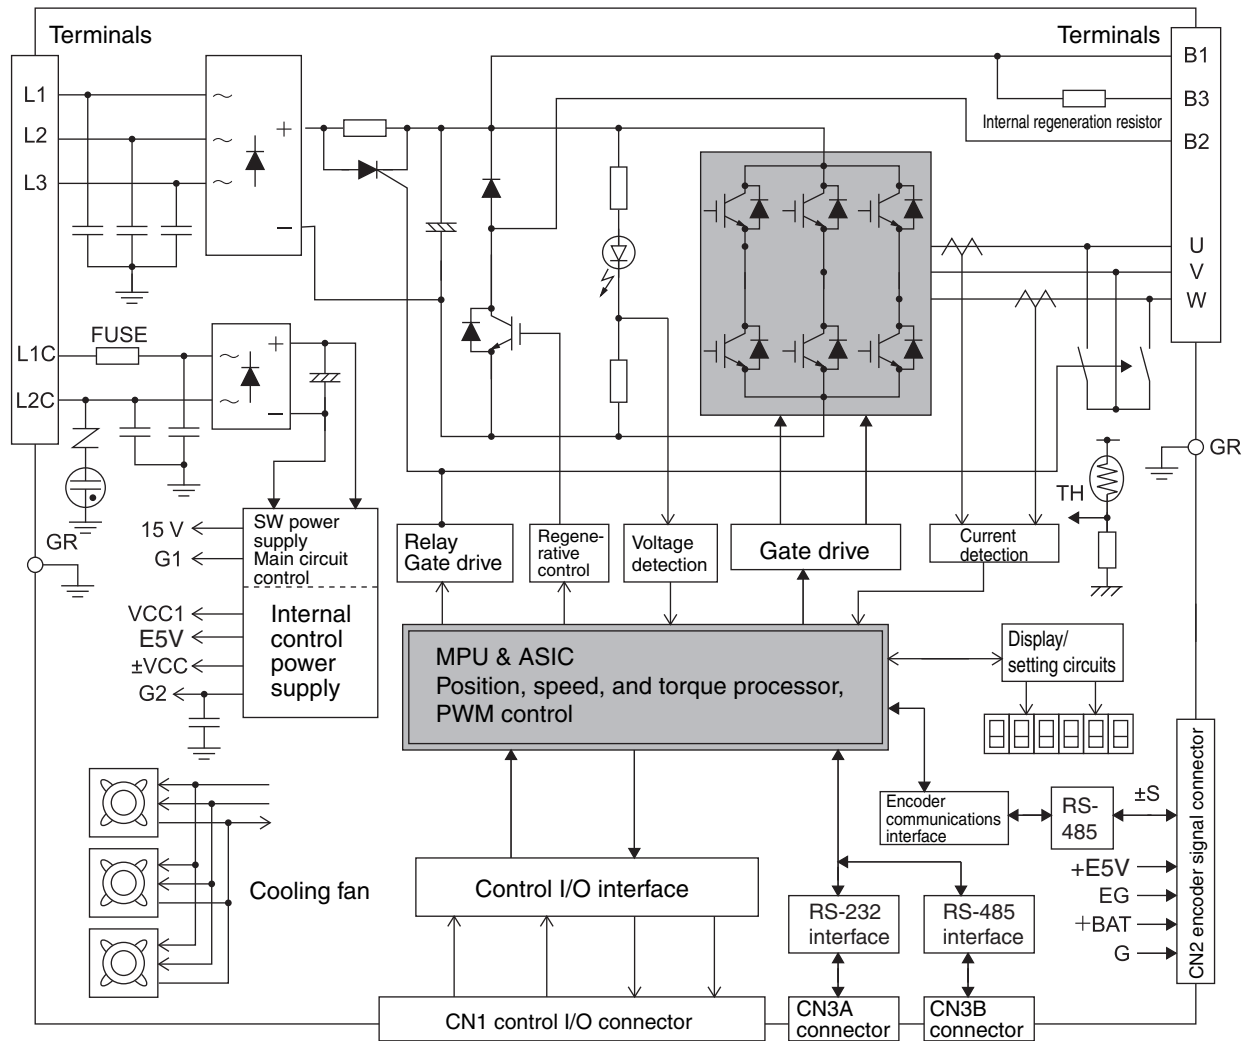 Terminals
Terminals
L1
L2
L3
L1C
L2C
FUSE
+
−
+
−
B1
B3
Internal regeneration resistor
B2
U
V
W
GR
GR
TH
15 V
G1
VCC1
E5V
±VCC
G2
SW power
supply
Main circuit
control
Internal
control
power
supply
Relay
Gate drive
Regene-
rative
control
Voltage
detection
Gate drive
Current
detection
MPU & ASIC
Position, speed, and torque processor,
PWM control
Display/
setting circuits
Encoder
communications
interface
RS-
485
±S
+E5V
EG
+BAT
G
CN2 encoder signal connector
Cooling fan
Control I/O interface
RS-232
interface
RS-485
interface
CN1 control I/O connector
CN3A
connector
CN3B
connector